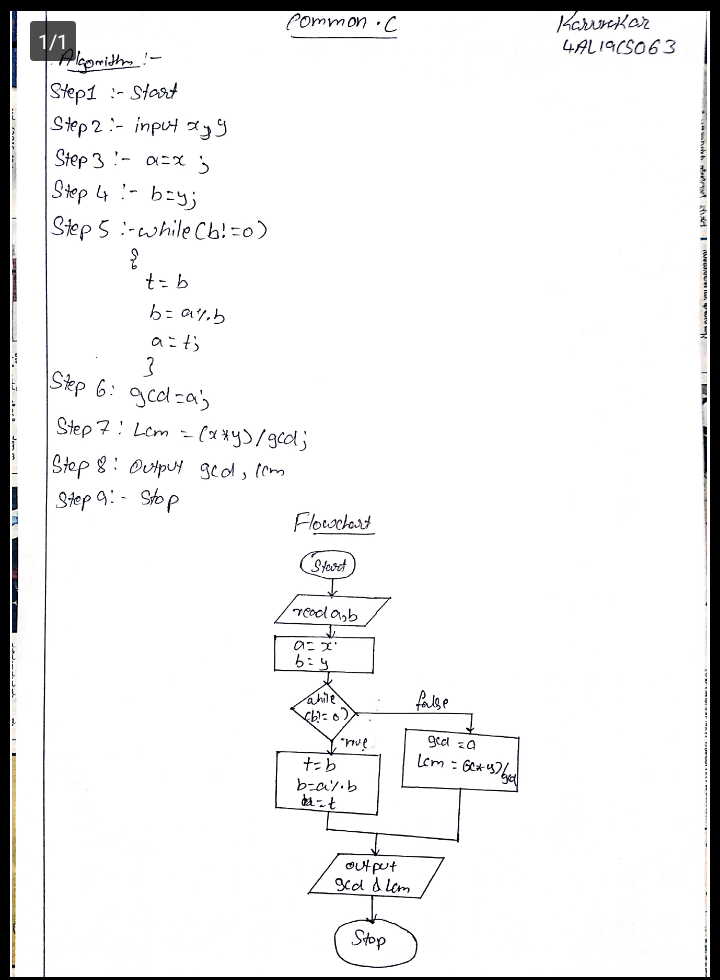 common.c
Karunakar
4AL19CS063
1/1
Algorithm :-
Step1 :- Start
Step 2 :- input x, y
Step 3 :- a=x ;
Step 4 :- b=y;
Step 5 :- while(b!=0)
{
t=b
b=a%.b
a=t;
}
Step 6: gcd=a;
Step 7: Lcm = (x*y)/gcd;
Step 8: Output gcd, lcm
Step 9:- Stop
Flowchart
Start
read a,b
a=x
b=y
while
(b!=0)
false
true
gcd=a
Lcm=(x*y)/gcd
t=b
b=a%.b
a=t
output
gcd & Lcm
Stop